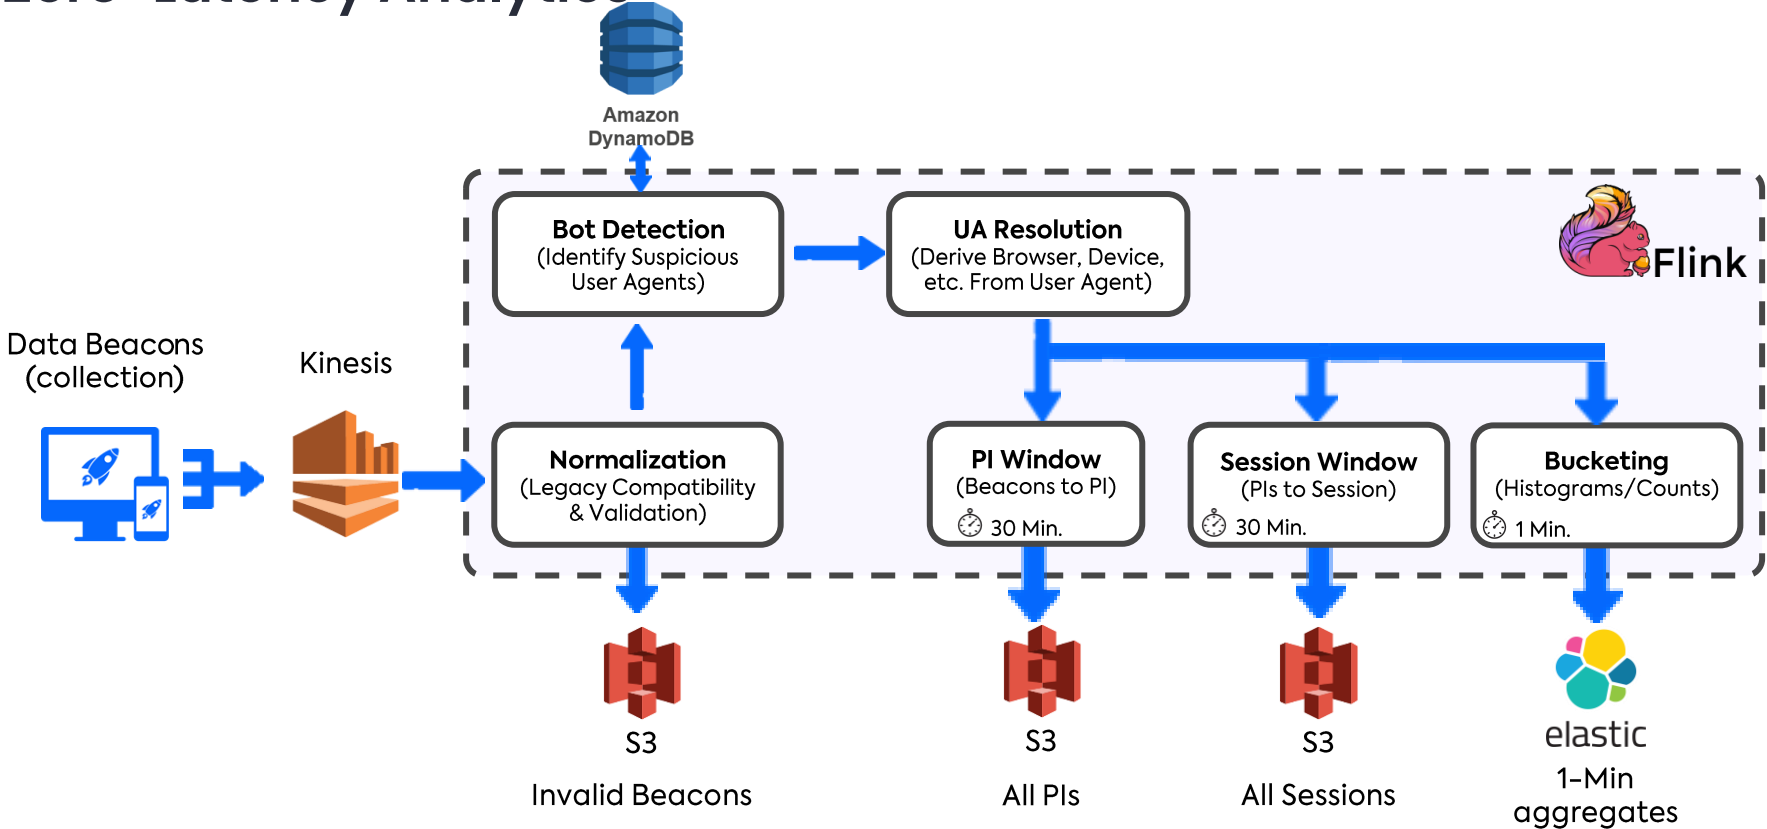 Zero-Latency Analytics
Amazon
DynamoDB
Bot Detection
(Identify Suspicious
User Agents)
UA Resolution
(Derive Browser, Device,
etc. From User Agent)
Flink
Data Beacons
(collection)
Kinesis
Normalization
(Legacy Compatibility
& Validation)
PI Window
(Beacons to PI)
30 Min.
Session Window
(PIs to Session)
30 Min.
Bucketing
(Histograms/Counts)
1 Min.
S3
Invalid Beacons
S3
All PIs
S3
All Sessions
elastic
1-Min
aggregates